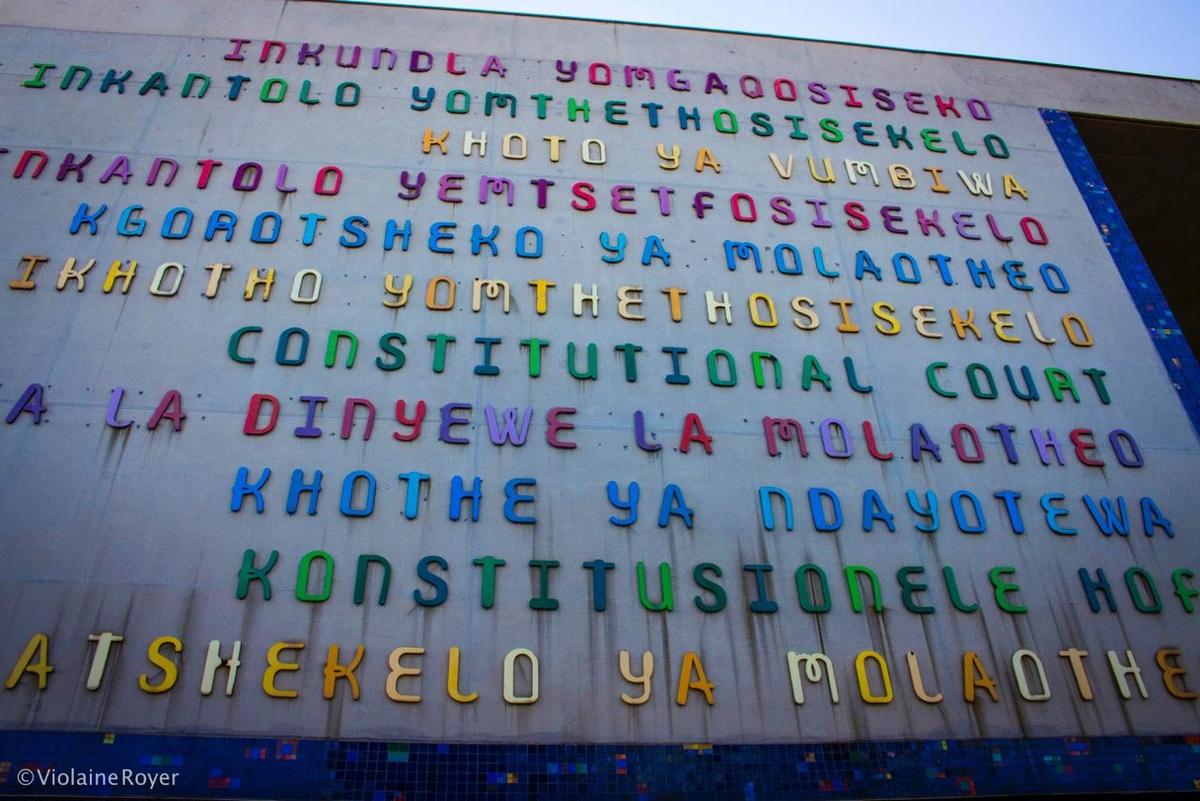 INKUNDLA YOMGAQOSISEKO
INKANTOLO YOMTHETHOSISEKELO
KHOTO YA VUMBIWA
INKANTOLO YEMTSETFOSISEKELO
KGOROTSHEKO YA MOLAOTHEO
IKHOTHO YOMTHETHOSISEKELO
CONSTITUTIONAL COURT
A LA DINYEWE LA MOLAOTHEO
KHOTHE YA NDAYOTEWA
KONSTITUSIONELE HOF
ATSHEKELO YA MOLAOTHE
©ViolaineRoyer